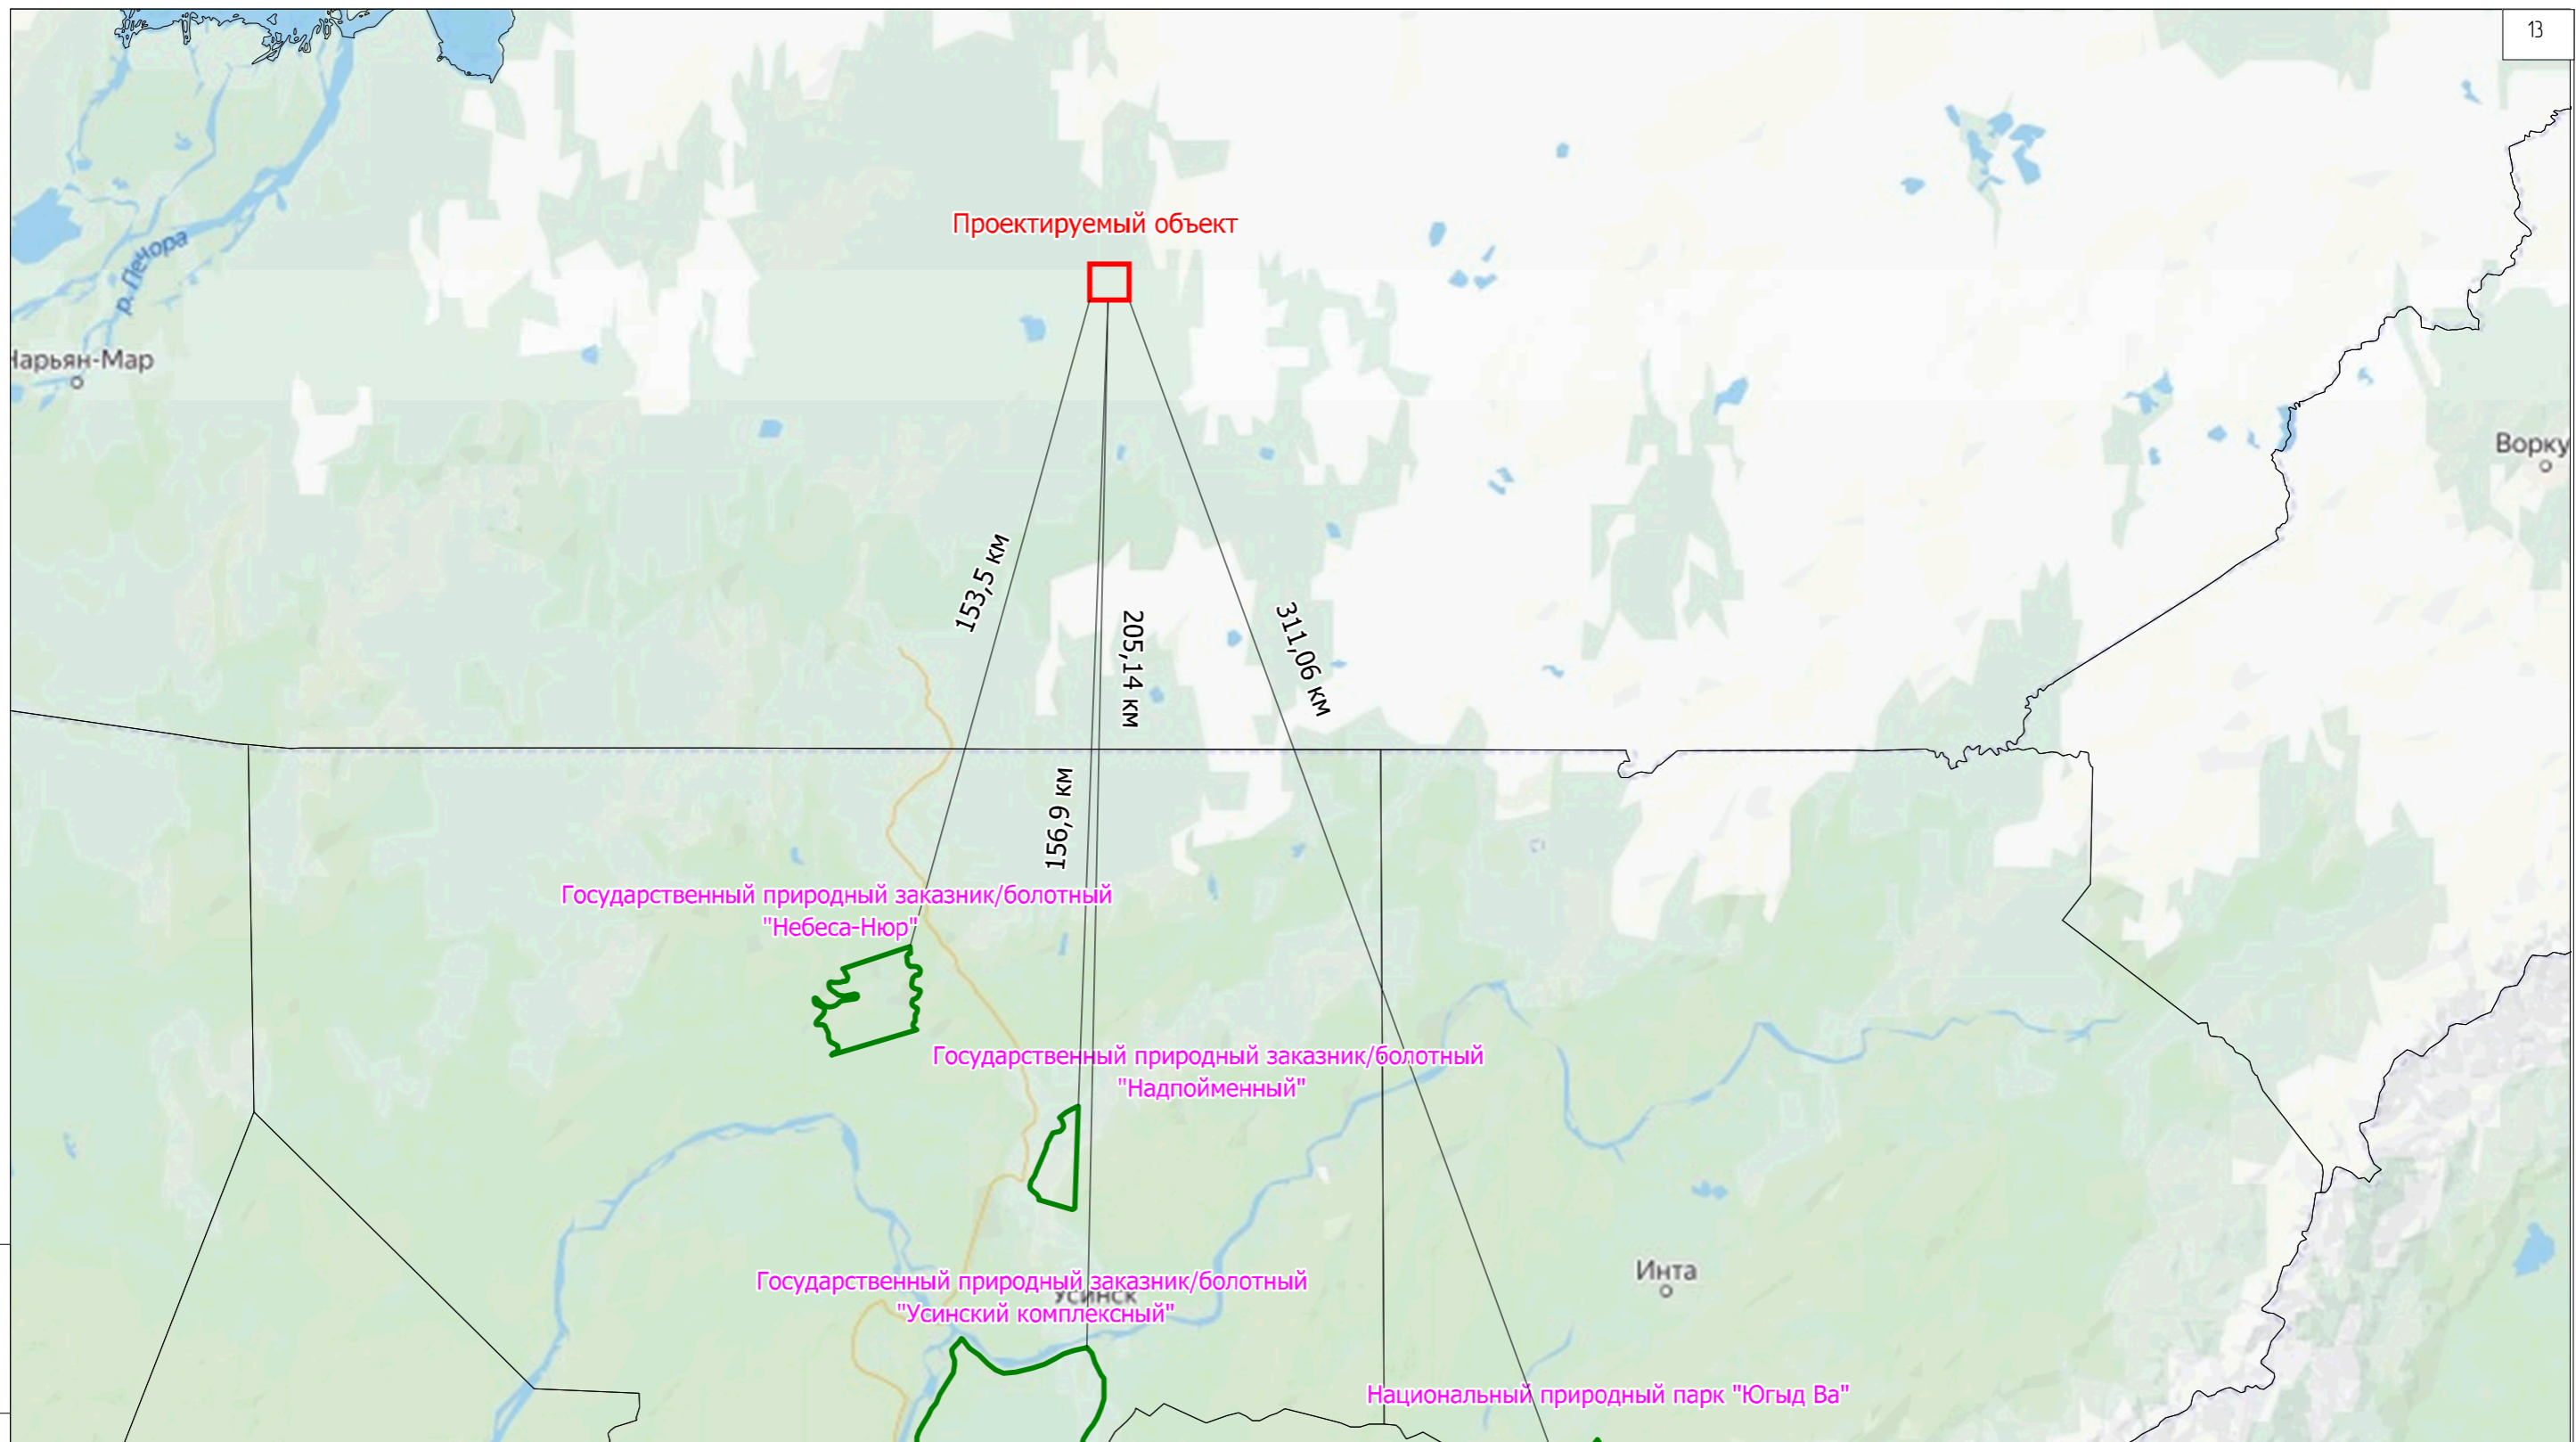 13
Проектируемый объект
р. Печора
Нарьян-Мар
Ворку
153,5 км
205,14 км
311,06 км
156,9 км
Государственный природный заказник/болотный
"Небеса-Нюр"
Государственный природный заказник/болотный
"Надпойменный"
Инта
Государственный природный заказник/болотный
Усинск
"Усинский комплексный"
Национальный природный парк "Югыд Ва"